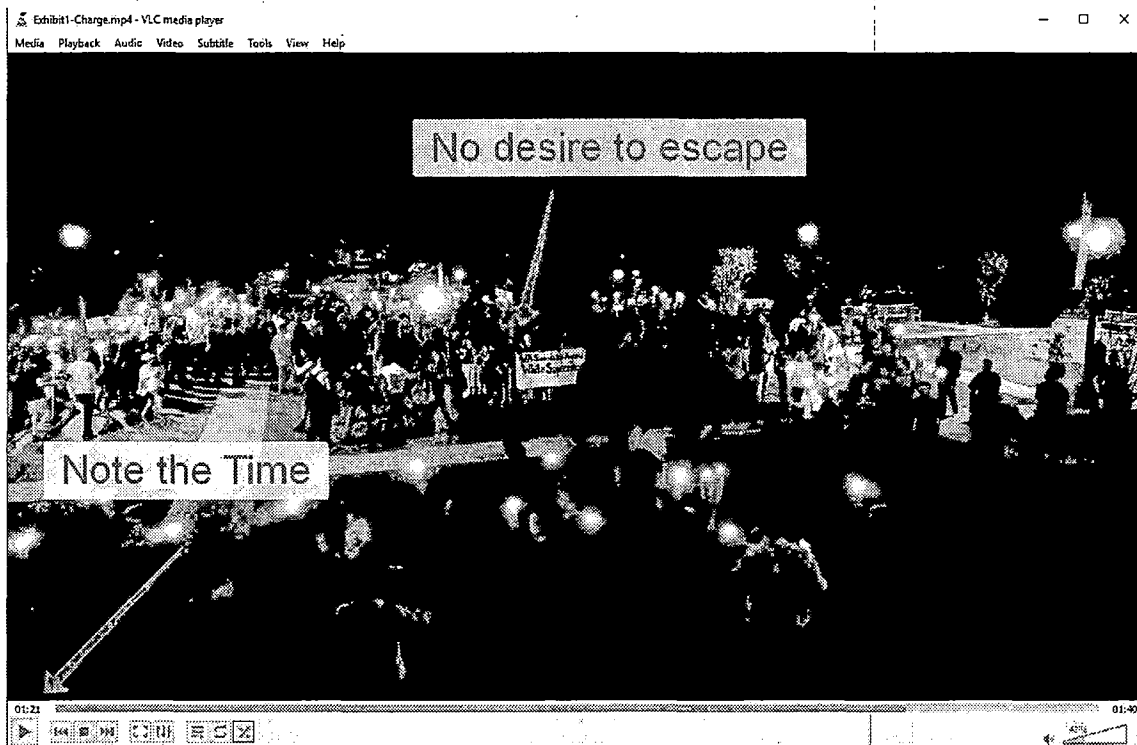 Exhibit1-Charge.mp4 - VLC media player
Media Playback Audio Video Subtitle Tools View Help
No desire to escape
Note the Time
01:21
01:40